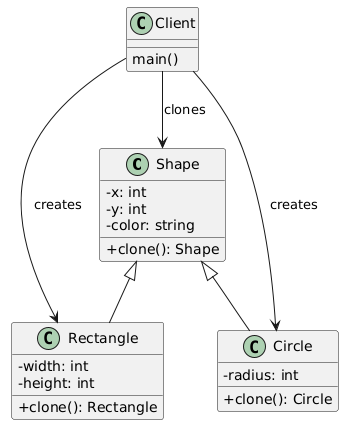 C Client
main()
clones
C Shape
-x: int
-y: int
-color: string
+clone(): Shape
creates
creates
C Rectangle
-width: int
-height: int
+clone(): Rectangle
C Circle
-radius: int
+clone(): Circle